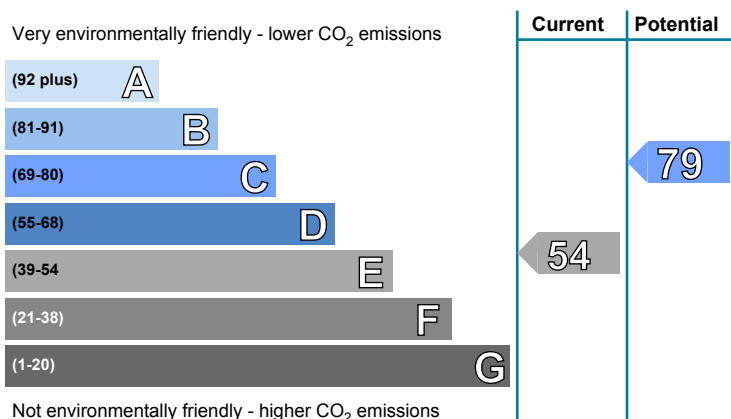 Very environmentally friendly - lower CO2 emissions
Current Potential
(92 plus) A
(81-91) B
(69-80) C
79
(55-68) D
(39-54 E
54
(21-38) F
(1-20) G
Not environmentally friendly - higher CO2 emissions